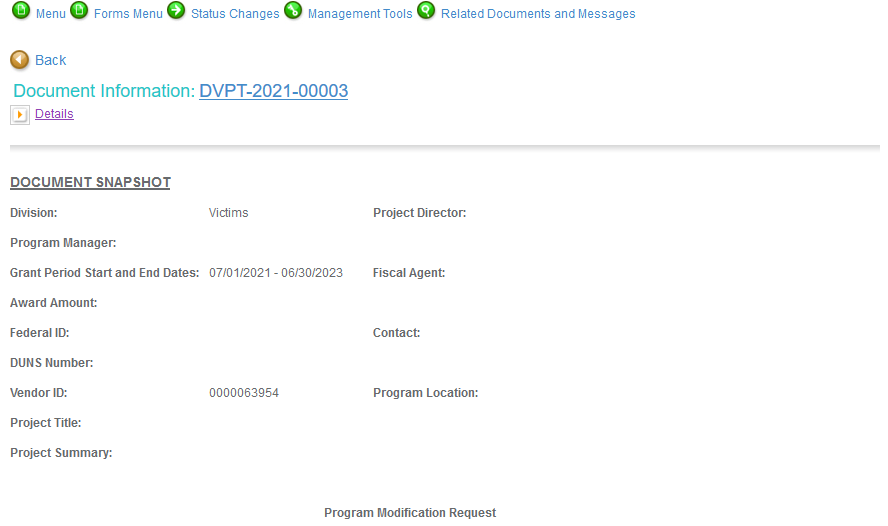 Menu Forms Menu Status Changes Management Tools Related Documents and Messages
Back
Document Information: DVPT-2021-00003
Details
DOCUMENT SNAPSHOT
Division: Victims Project Director:
Program Manager:
Grant Period Start and End Dates: 07/01/2021 - 06/30/2023 Fiscal Agent:
Award Amount:
Federal ID: Contact:
DUNS Number:
Vendor ID: 0000063954 Program Location:
Project Title:
Project Summary:
Program Modification Request